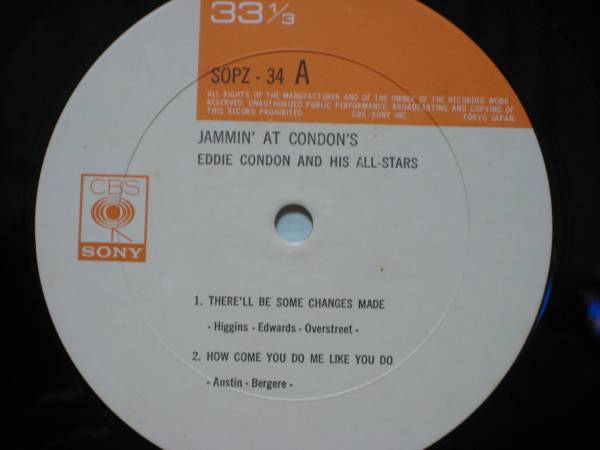 33 1/3
SOPZ - 34 A
ALL RIGHTS OF THE MANUFACTURER AND OF THE OWNER OF THE RECORDED WORK
RESERVED. UNAUTHORIZED PUBLIC PERFORMANCE, BROADCASTING AND COPYING OF
THIS RECORD PROHIBITED. CBS/SONY INC. TOKYO JAPAN
JAMMIN' AT CONDON'S
EDDIE CONDON AND HIS ALL-STARS
CBS
SONY
1. THERE'LL BE SOME CHANGES MADE
- Higgins - Edwards - Overstreet -
2. HOW COME YOU DO ME LIKE YOU DO
- Austin - Bergere -